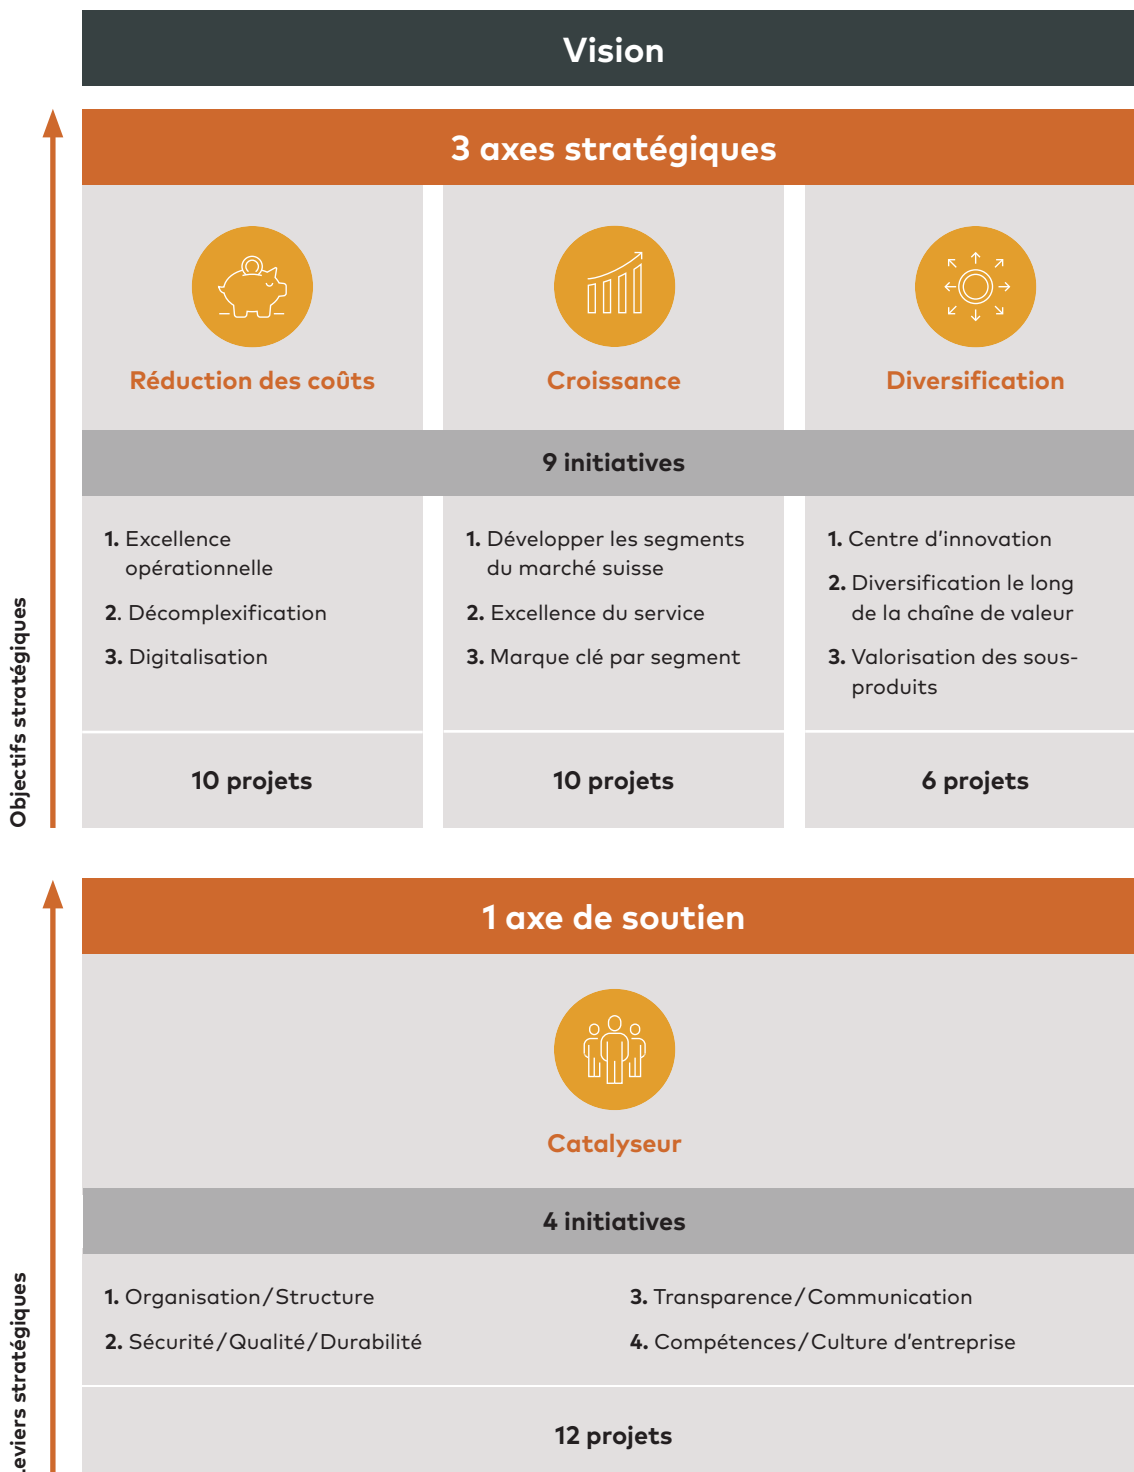 Vision
3 axes stratégiques
Réduction des coûts
Croissance
Diversification
9 initiatives
1. Excellence
opérationnelle
2. Décomplexification
3. Digitalisation
1. Développer les segments
du marché suisse
2. Excellence du service
3. Marque clé par segment
1. Centre d'innovation
2. Diversification le long
de la chaîne de valeur
3. Valorisation des sous-
produits
10 projets
10 projets
6 projets
Objectifs stratégiques
1 axe de soutien
Catalyseur
4 initiatives
1. Organisation/Structure
2. Sécurité/Qualité/Durabilité
3. Transparence/Communication
4. Compétences/Culture d'entreprise
12 projets
eviers stratégiques